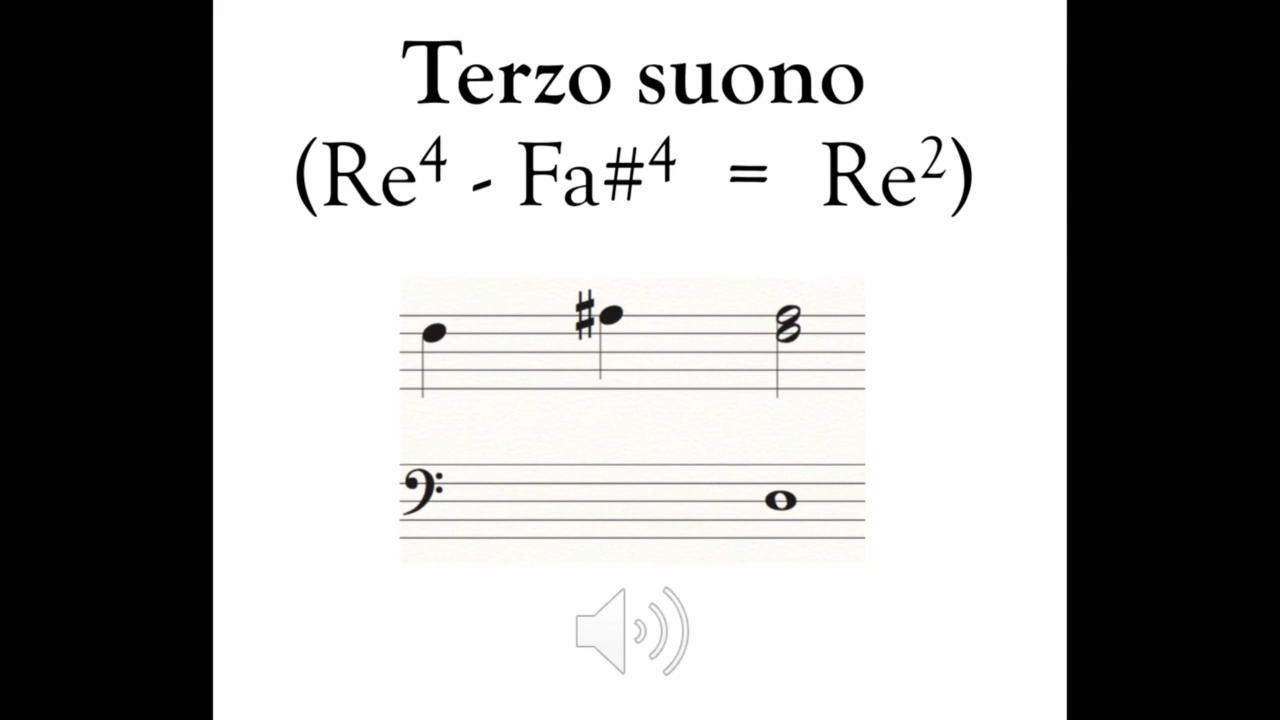 Terzo suono
(Re⁴ - Fa#⁴ = Re²)